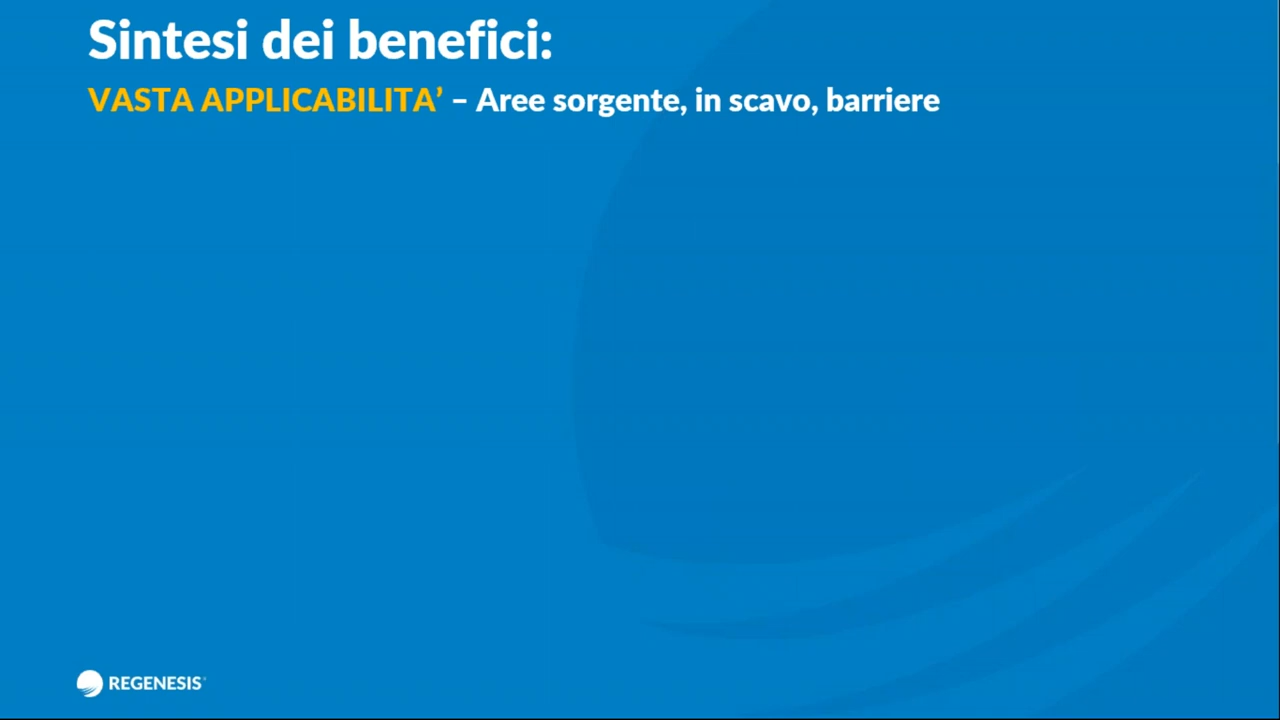 Sintesi dei benefici:
VASTA APPLICABILITA’ – Aree sorgente, in scavo, barriere
REGENESIS